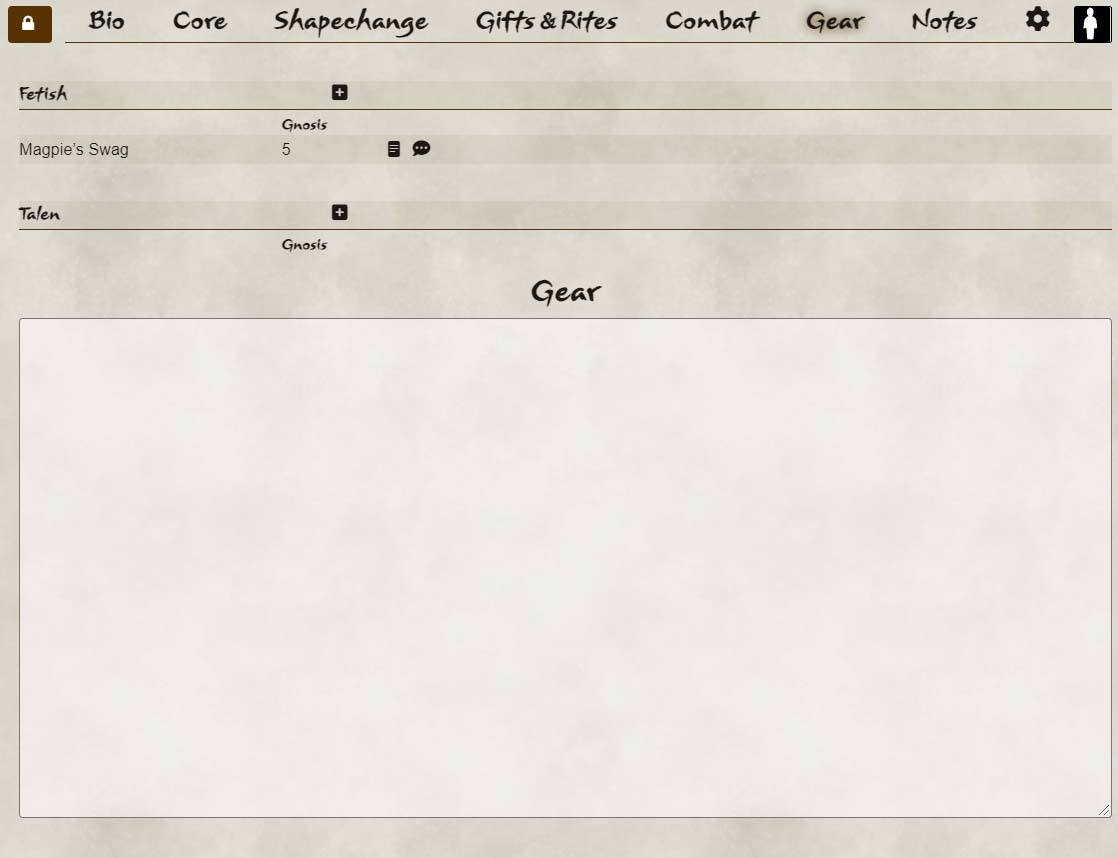 Bio Core Shapechange Gifts & Rites Combat Gear Notes
Fetish
Gnosis
Magpie's Swag 5
Talen
Gnosis
Gear